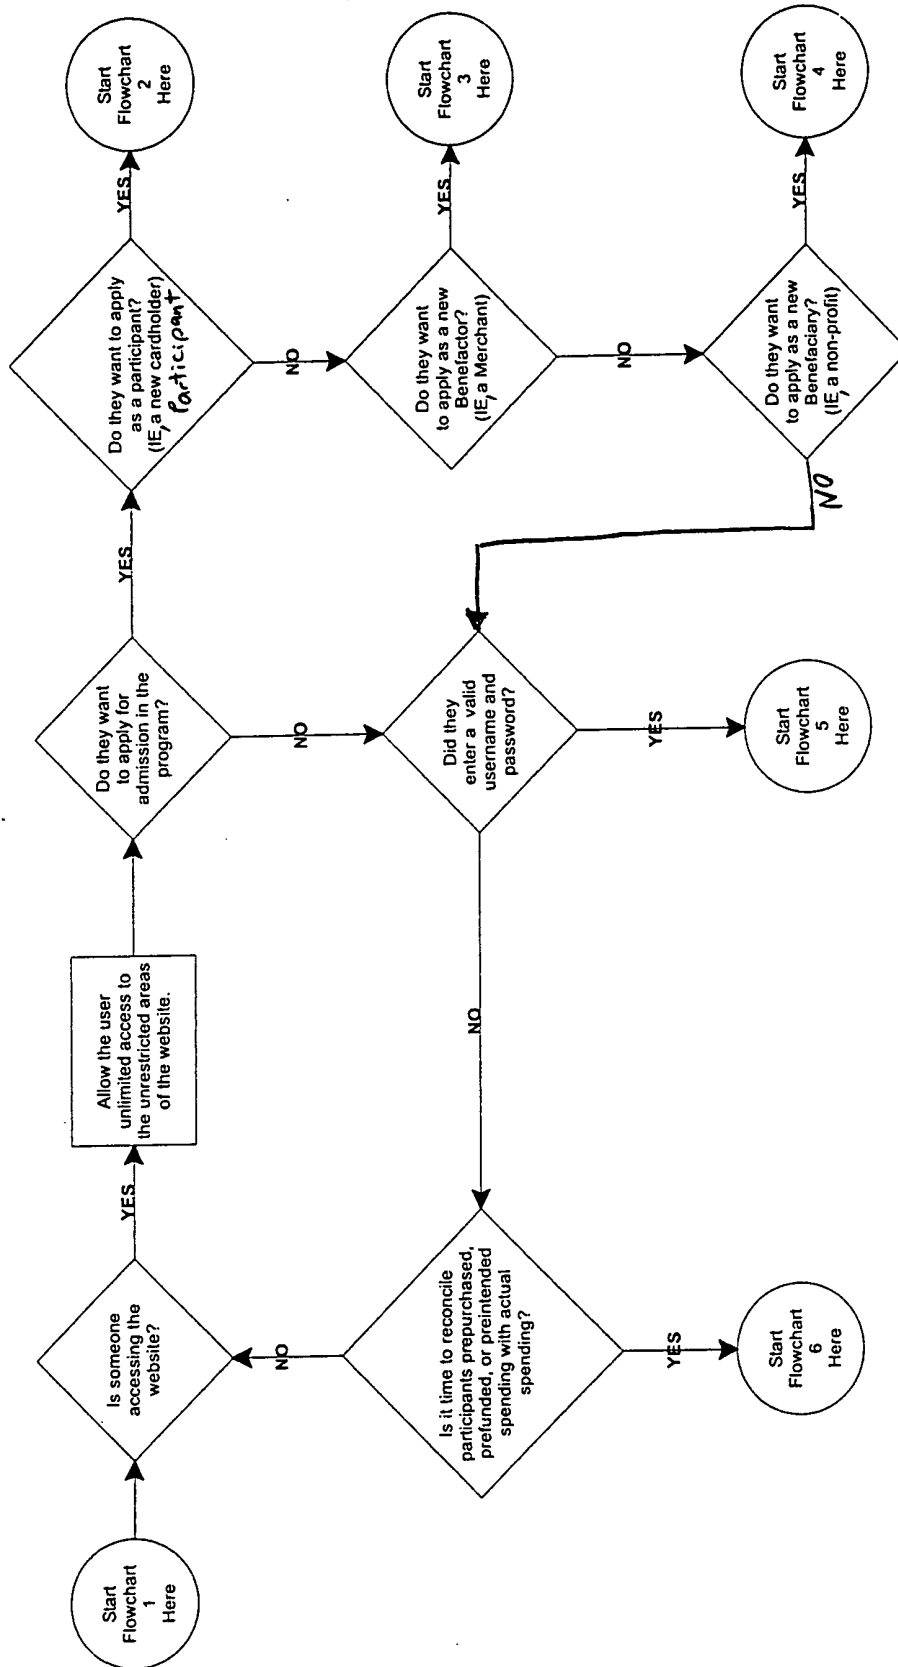 Start
Flowchart
1
Here
Is someone
accessing the
website?
YES
Allow the user
unlimited access to
the unrestricted areas
of the website.
Do they want
to apply for
admission in the
program?
YES
NO
Do they want to apply
as a participant?
(IE, a new cardholder)
Participant
YES
Start
Flowchart
2
Here
NO
Do they want
to apply as a new
Benefactor?
(IE, a Merchant)
YES
Start
Flowchart
3
Here
NO
Do they want
to apply as a new
Benefaciary?
(IE, a non-profit)
YES
Start
Flowchart
4
Here
NO
Did they
enter a valid
username and
password?
YES
Start
Flowchart
5
Here
NO
Is it time to reconcile
participants prepurchased,
prefunded, or preintended
spending with actual
spending?
NO
YES
Start
Flowchart
6
Here